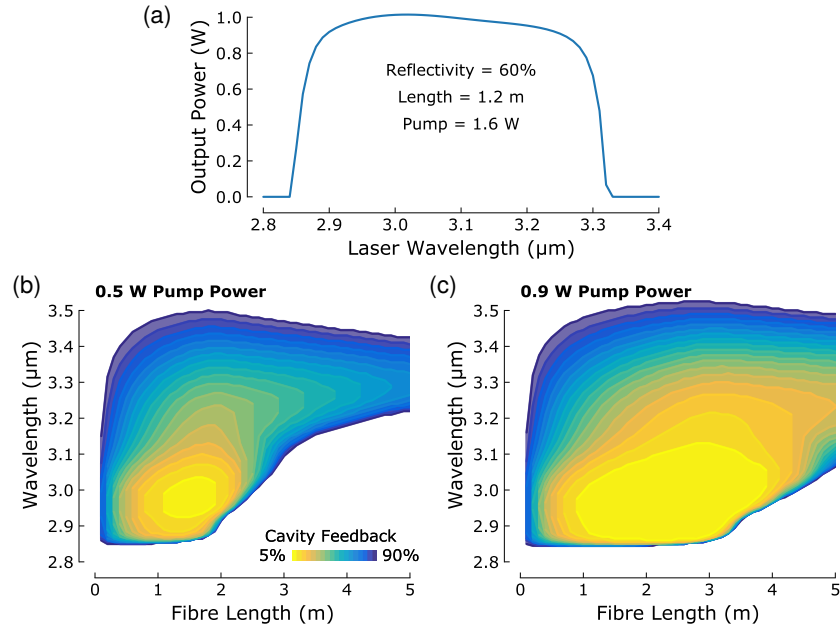 (a)
Output Power (W)
1.0
0.8
0.6
0.4
0.2
0.0
Reflectivity = 60%
Length = 1.2 m
Pump = 1.6 W
2.8 2.9 3.0 3.1 3.2 3.3 3.4
Laser Wavelength (μm)
(b)
0.5 W Pump Power
Wavelength (μm)
3.5
3.4
3.3
3.2
3.1
3.0
2.9
2.8
Cavity Feedback
5% 90%
0 1 2 3 4 5
Fibre Length (m)
(c)
0.9 W Pump Power
Wavelength (μm)
3.5
3.4
3.3
3.2
3.1
3.0
2.9
2.8
0 1 2 3 4 5
Fibre Length (m)